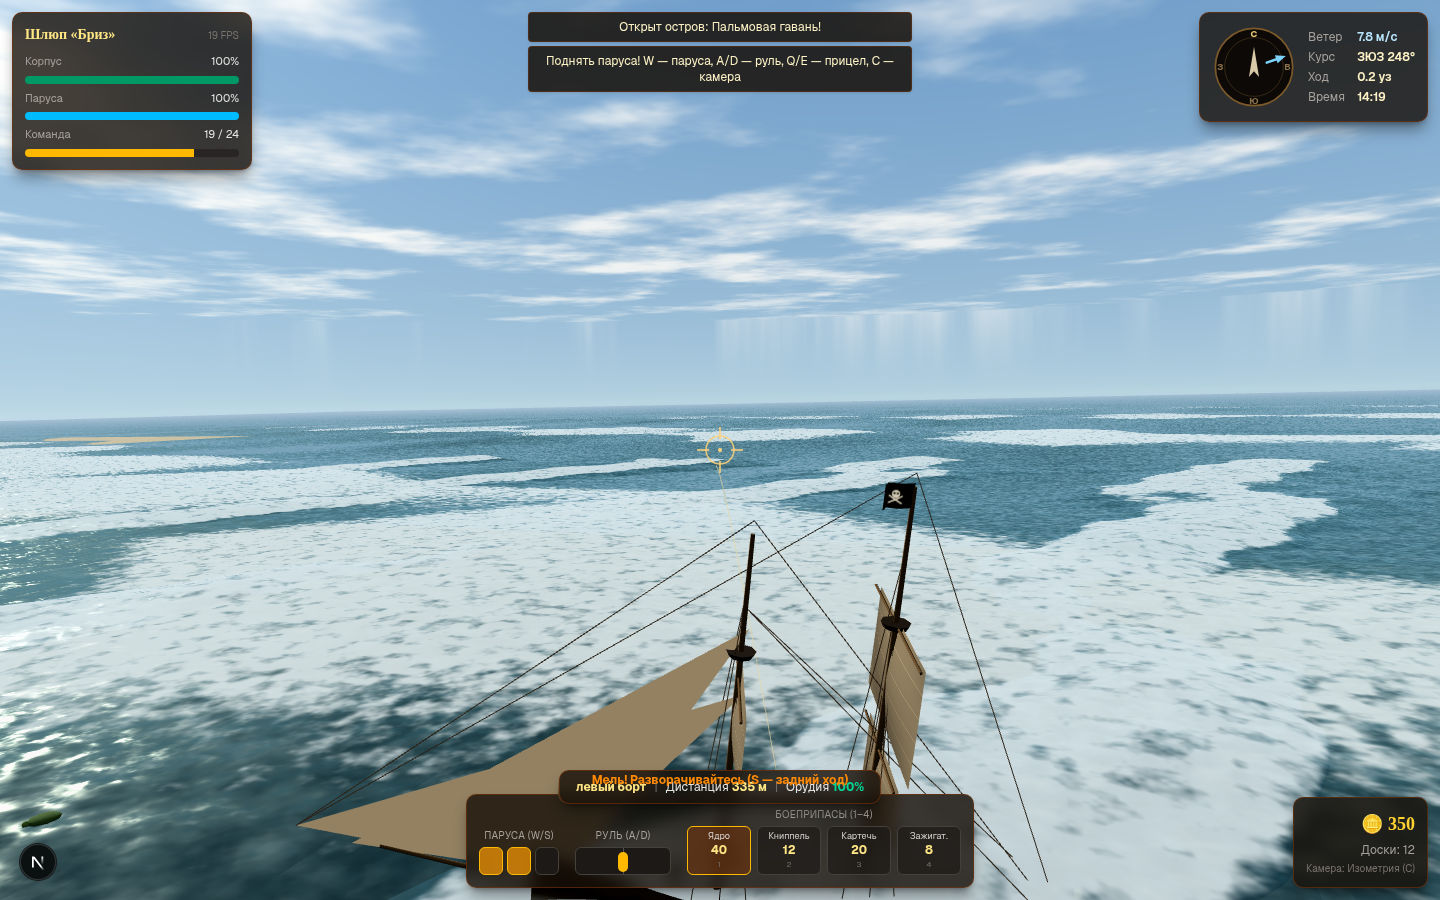 Шлюп «Бриз»
19 FPS
Корпус
100%
Паруса
100%
Команда
19 / 24
Открыт остров: Пальмовая гавань!
Поднять паруса! W — паруса, A/D — руль, Q/E — прицел, C —
камера
С
В
Ю
З
Ветер 7.8 м/с
Курс ЗЮЗ 248°
Ход 0.2 уз
Время 14:19
Мель! Разворачивайтесь (S — задний ход)
левый борт | Дистанция 335 м | Орудия 100%
БОЕПРИПАСЫ (1–4)
ПАРУСА (W/S)
РУЛЬ (A/D)
Ядро
40
1
Книппель
12
2
Картечь
20
3
Зажигат.
8
4
350
Доски: 12
Камера: Изометрия (C)
N